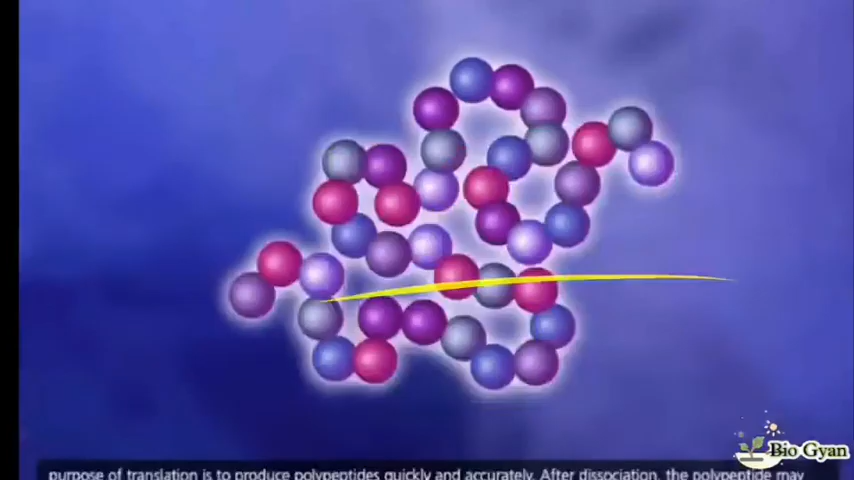 Bio Gyan
purpose of translation is to produce polypeptides quickly and accurately. After dissociation, the polypeptide may